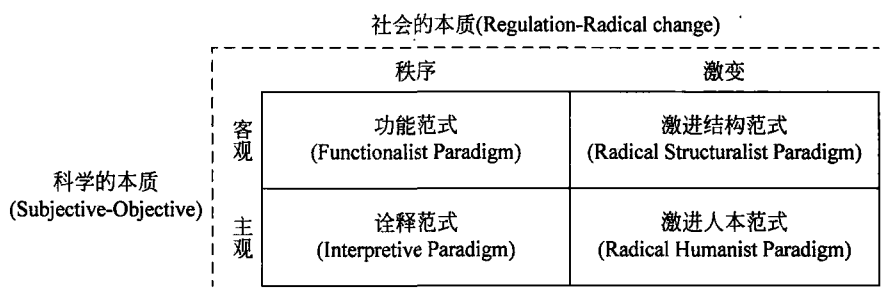 社会的本质(Regulation-Radical change)
秩序 激变
客观 功能范式 激进结构范式
(Functionalist Paradigm) (Radical Structuralist Paradigm)
科学的本质
(Subjective-Objective)
主观 诠释范式 激进人本范式
(Interpretive Paradigm) (Radical Humanist Paradigm)